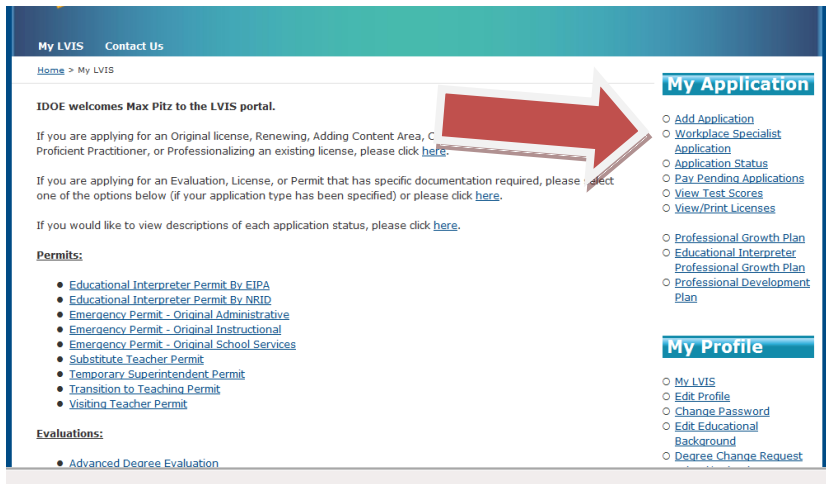 My LVIS Contact Us
Home > My LVIS
IDOE welcomes Max Pitz to the LVIS portal.
If you are applying for an Original license, Renewing, Adding Content Area, C
Proficient Practitioner, or Professionalizing an existing license, please click here.
If you are applying for an Evaluation, License, or Permit that has specific documentation required, please select
one of the options below (if your application type has been specified) or please click here.
If you would like to view descriptions of each application status, please click here.
Permits:
Educational Interpreter Permit By EIPA
Educational Interpreter Permit By NRID
Emergency Permit - Original Administrative
Emergency Permit - Original Instructional
Emergency Permit - Original School Services
Substitute Teacher Permit
Temporary Superintendent Permit
Transition to Teaching Permit
Visiting Teacher Permit
Evaluations:
Advanced Degree Evaluation
My Application
Add Application
Workplace Specialist
Application
Application Status
Pay Pending Applications
View Test Scores
View/Print Licenses
Professional Growth Plan
Educational Interpreter
Professional Growth Plan
Professional Development
Plan
My Profile
My LVIS
Edit Profile
Change Password
Edit Educational
Background
Degree Change Request